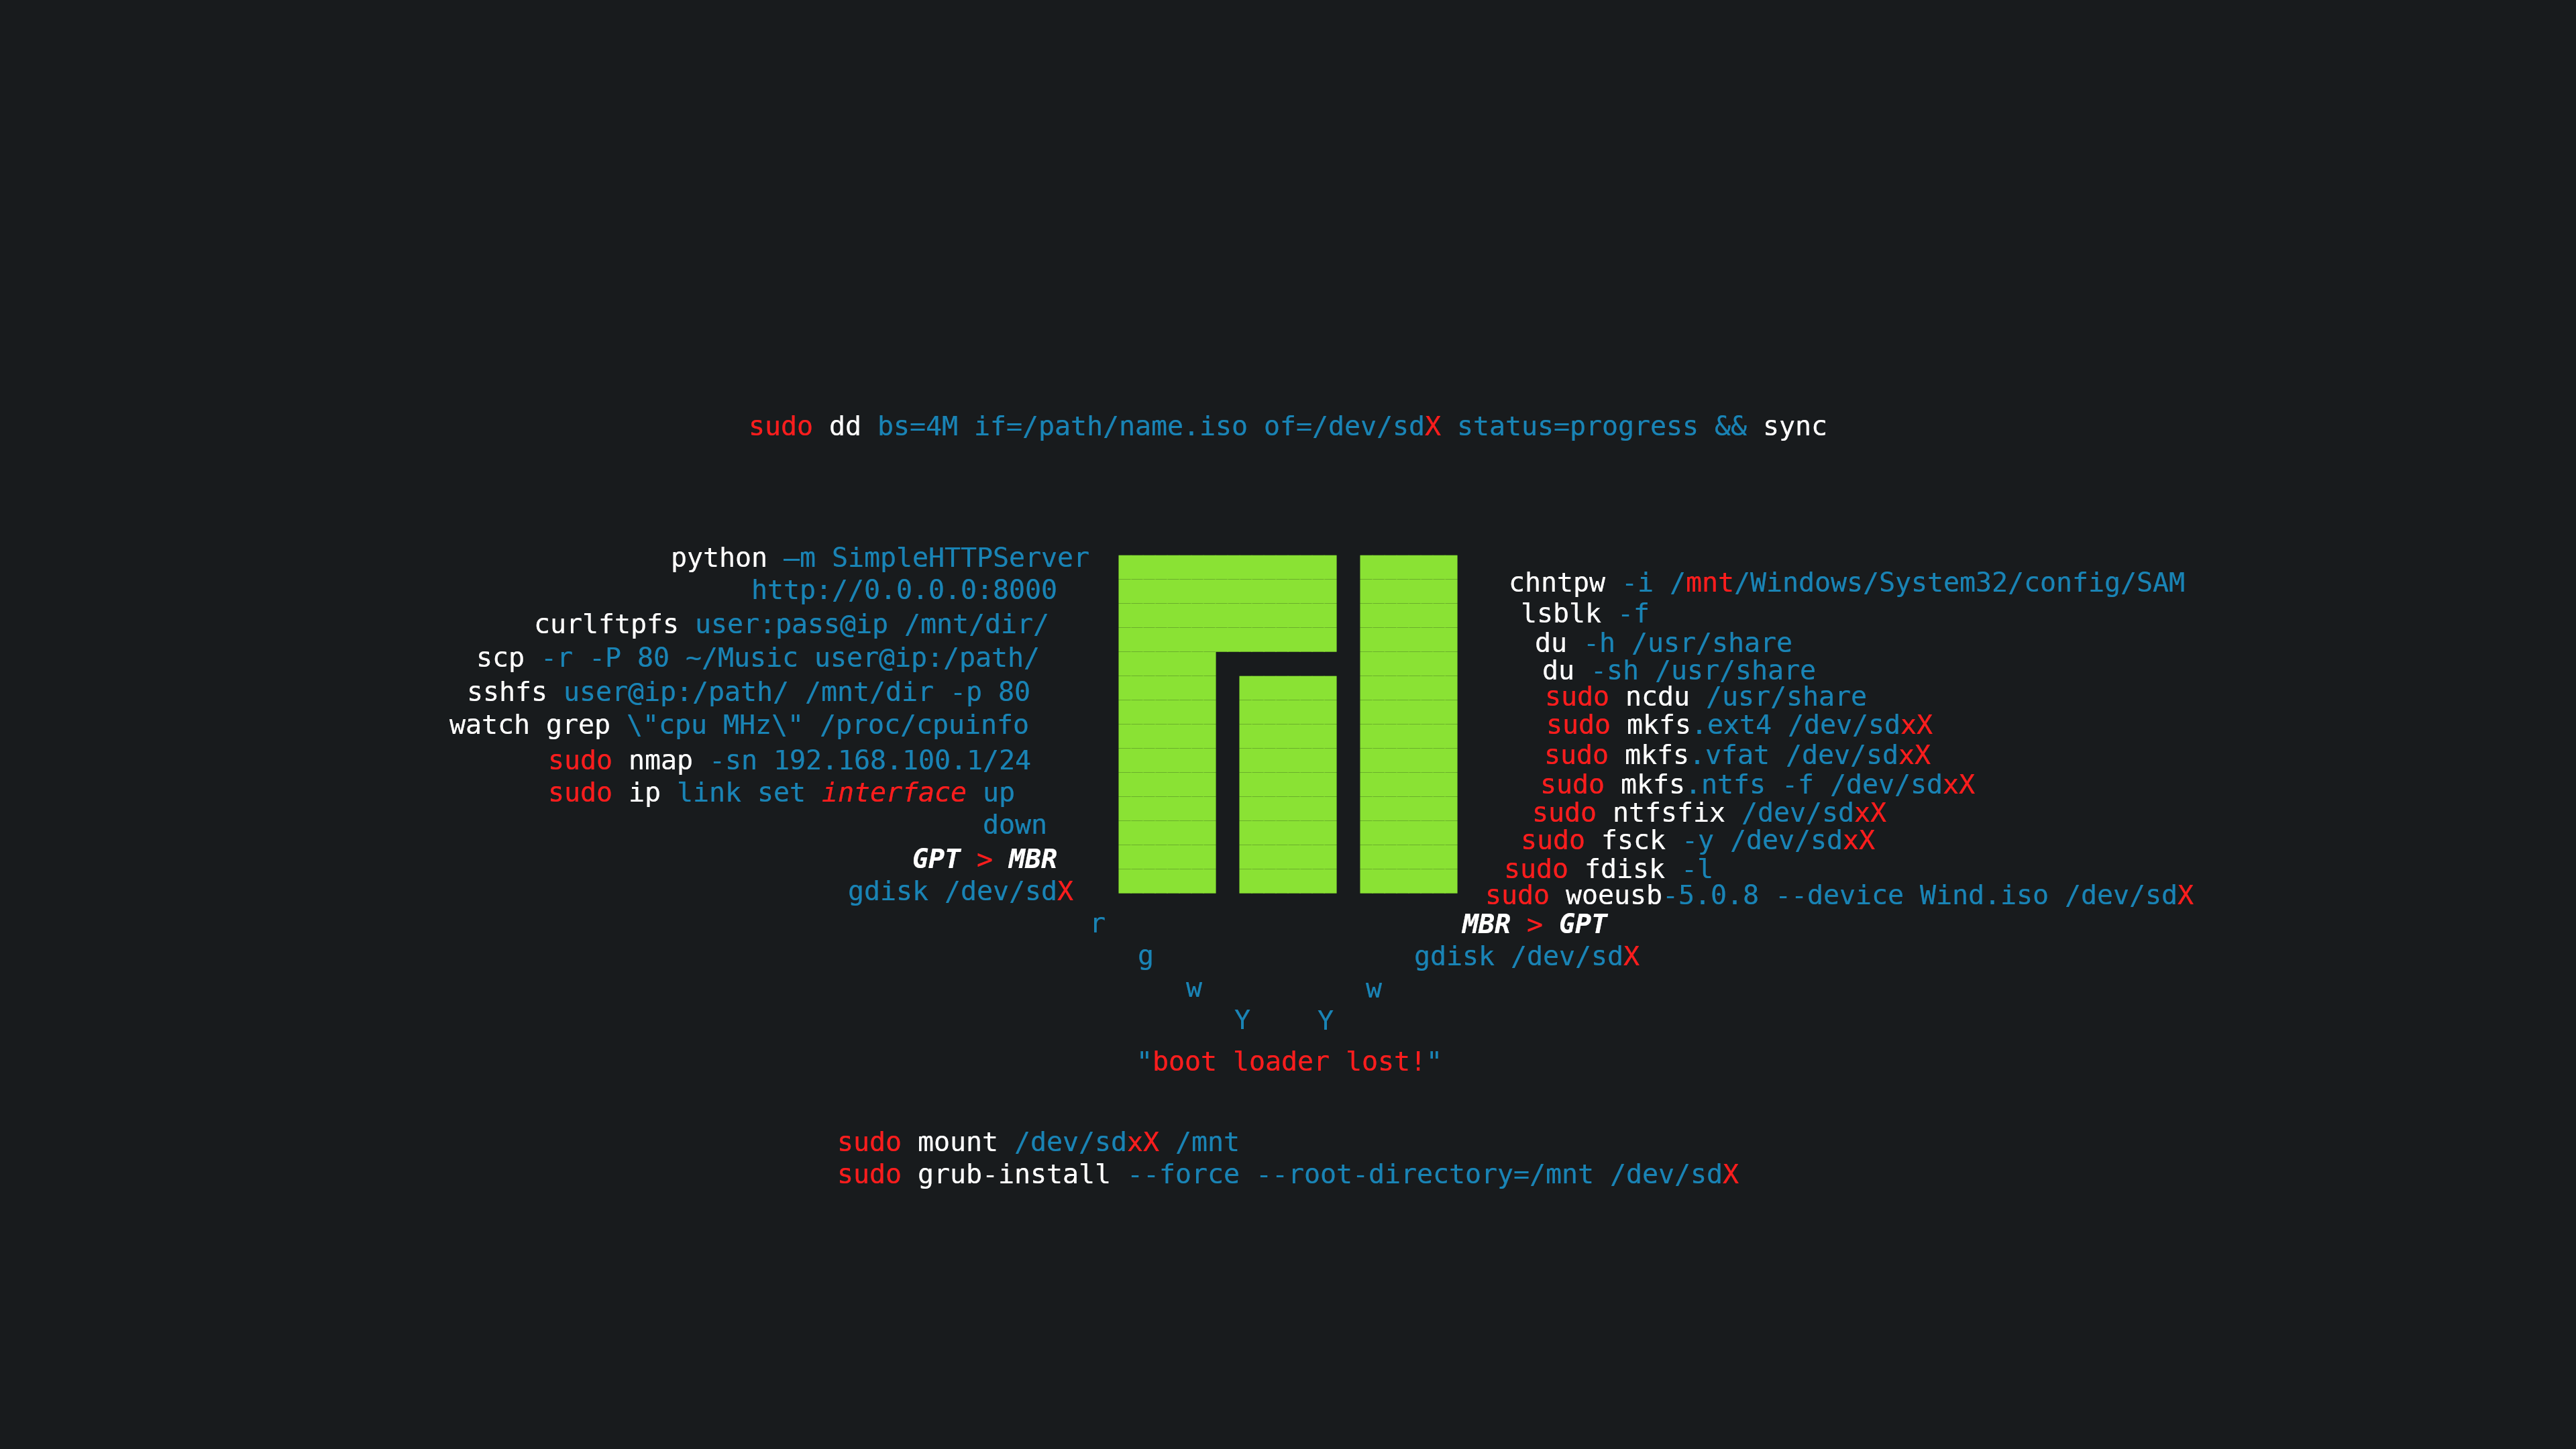 sudo dd bs=4M if=/path/name.iso of=/dev/sdX status=progress && sync
python –m SimpleHTTPServer
http://0.0.0.0:8000
curlftpfs user:pass@ip /mnt/dir/
scp -r -P 80 ~/Music user@ip:/path/
sshfs user@ip:/path/ /mnt/dir -p 80
watch grep \"cpu MHz\" /proc/cpuinfo
sudo nmap -sn 192.168.100.1/24
sudo ip link set interface up
down
GPT > MBR
gdisk /dev/sdX
r
g
w
Y
chntpw -i /mnt/Windows/System32/config/SAM
lsblk -f
du -h /usr/share
du -sh /usr/share
sudo ncdu /usr/share
sudo mkfs.ext4 /dev/sdxX
sudo mkfs.vfat /dev/sdxX
sudo mkfs.ntfs -f /dev/sdxX
sudo ntfsfix /dev/sdxX
sudo fsck -y /dev/sdxX
sudo fdisk -l
sudo woeusb-5.0.8 --device Wind.iso /dev/sdX
MBR > GPT
gdisk /dev/sdX
w
Y
"boot loader lost!"
sudo mount /dev/sdxX /mnt
sudo grub-install --force --root-directory=/mnt /dev/sdX